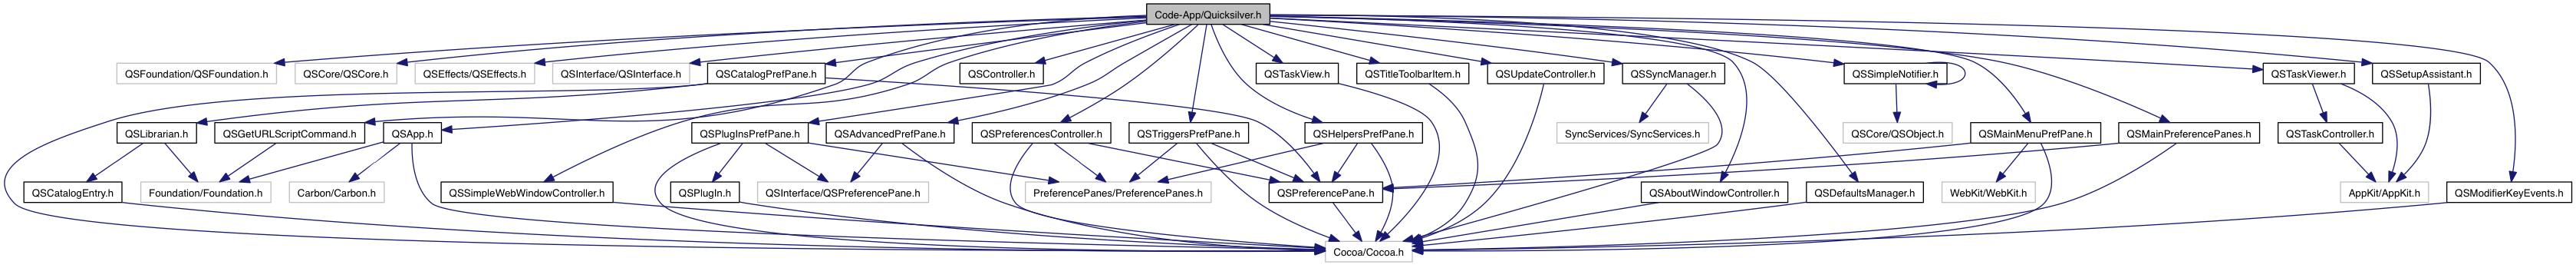 Code-App/Quicksilver.h
QSFoundation/QSFoundation.h
QSCore/QSCore.h
QSEffects/QSEffects.h
QSInterface/QSInterface.h
QSCatalogPrefPane.h
QSController.h
QSTaskView.h
QSTitleToolbarItem.h
QSUpdateController.h
QSSyncManager.h
QSSimpleNotifier.h
QSTaskViewer.h
QSSetupAssistant.h
QSLibrarian.h
QSGetURLScriptCommand.h
QSApp.h
QSPlugInsPrefPane.h
QSAdvancedPrefPane.h
QSPreferencesController.h
QSTriggersPrefPane.h
QSHelpersPrefPane.h
SyncServices/SyncServices.h
QSCore/QSObject.h
QSMainMenuPrefPane.h
QSMainPreferencePanes.h
QSTaskController.h
QSCatalogEntry.h
Foundation/Foundation.h
Carbon/Carbon.h
QSSimpleWebWindowController.h
QSPlugIn.h
QSInterface/QSPreferencePane.h
PreferencePanes/PreferencePanes.h
QSPreferencePane.h
QSAboutWindowController.h
QSDefaultsManager.h
WebKit/WebKit.h
AppKit/AppKit.h
QSModifierKeyEvents.h
Cocoa/Cocoa.h